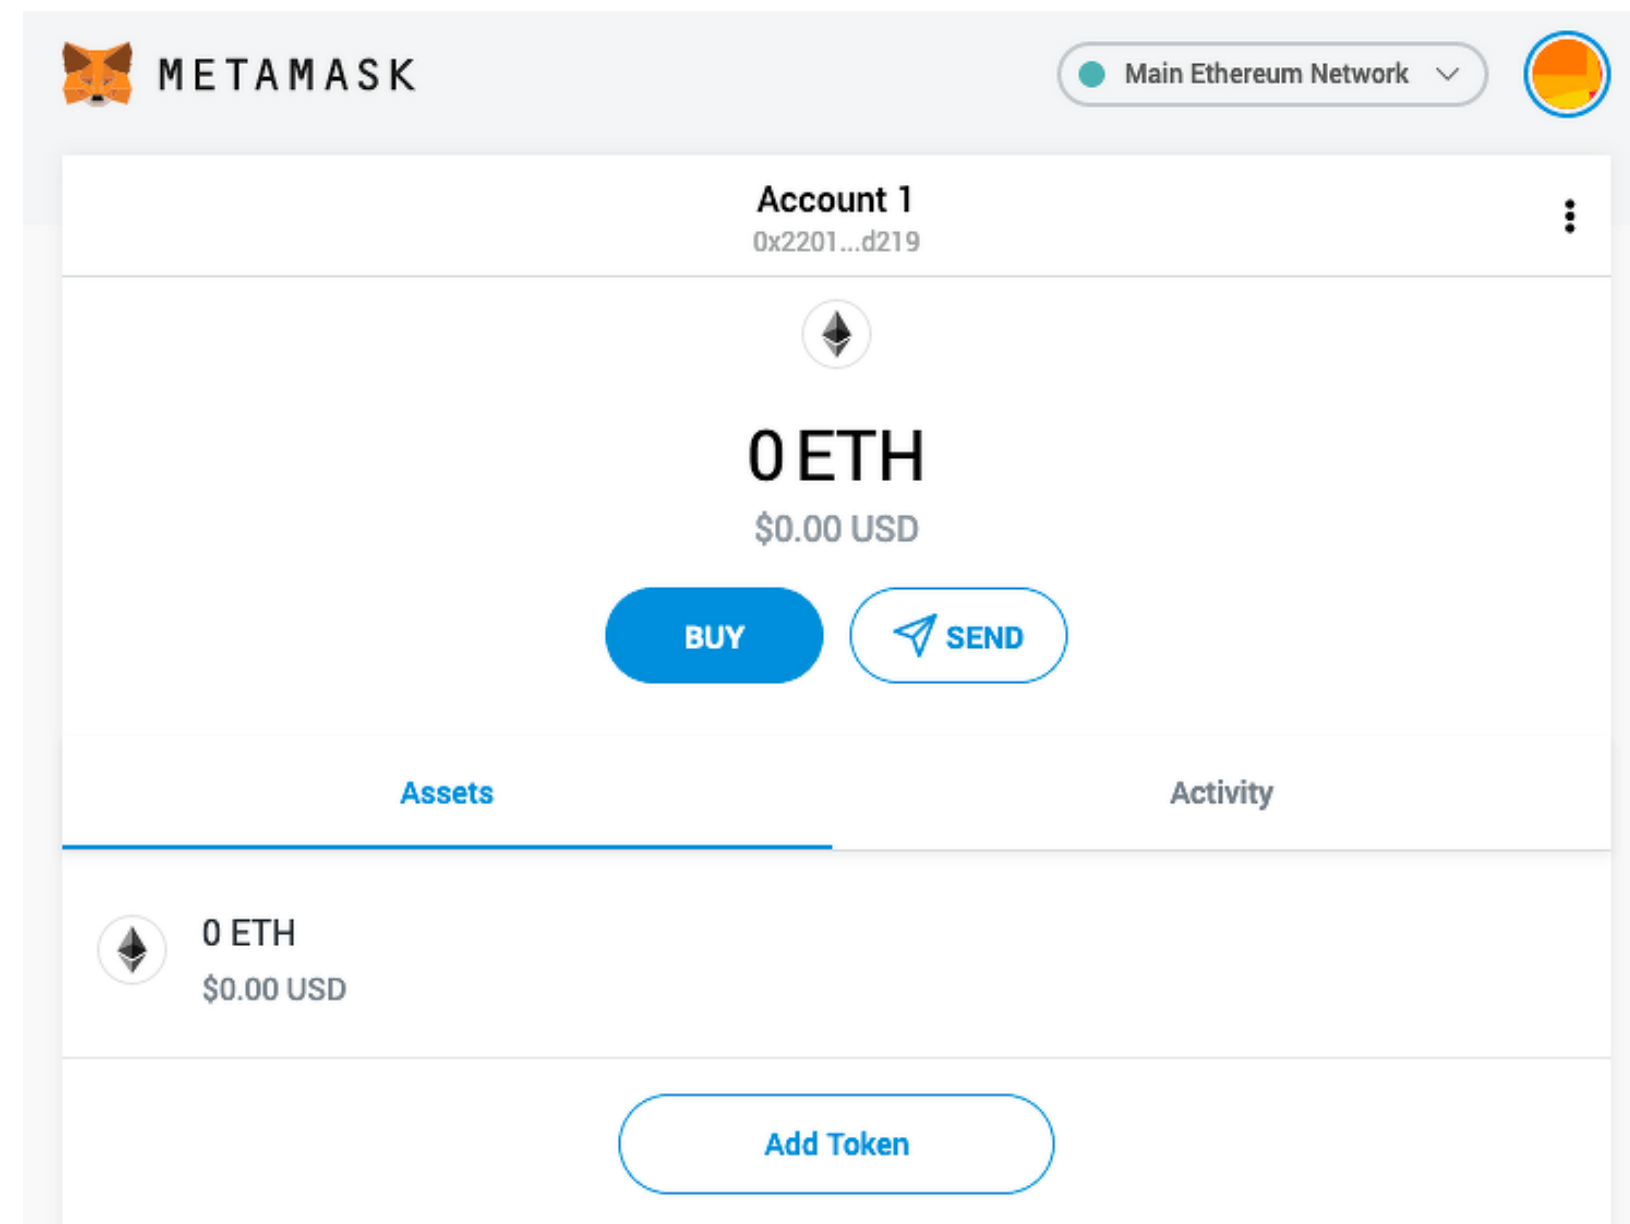 METAMASK
Main Ethereum Network
Account 1
0x2201...d219
0 ETH
$0.00 USD
BUY
SEND
Assets
Activity
0 ETH
$0.00 USD
Add Token